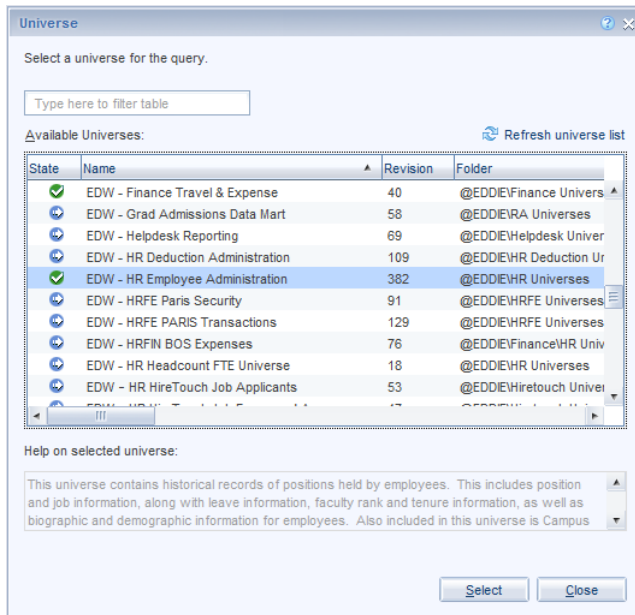 Universe
Select a universe for the query.
Type here to filter table
Available Universes:
Refresh universe list
State Name Revision Folder
EDW - Finance Travel & Expense 40 @EDDIE\Finance Univers
EDW - Grad Admissions Data Mart 58 @EDDIE\RA Universes
EDW - Helpdesk Reporting 69 @EDDIE\Helpdesk Univer
EDW - HR Deduction Administration 109 @EDDIE\HR Deduction Ur
EDW - HR Employee Administration 382 @EDDIE\HR Universes
EDW - HRFE Paris Security 91 @EDDIE\HRFE Universes
EDW - HRFE PARIS Transactions 129 @EDDIE\HRFE Universes
EDW - HRFIN BOS Expenses 76 @EDDIE\Finance\HR Univ
EDW - HR Headcount FTE Universe 18 @EDDIE\HR Universes
EDW - HR HireTouch Job Applicants 53 @EDDIE\Hiretouch Univer
Help on selected universe:
This universe contains historical records of positions held by employees. This includes position
and job information, along with leave information, faculty rank and tenure information, as well as
biographic and demographic information for employees. Also included in this universe is Campus
Select Close